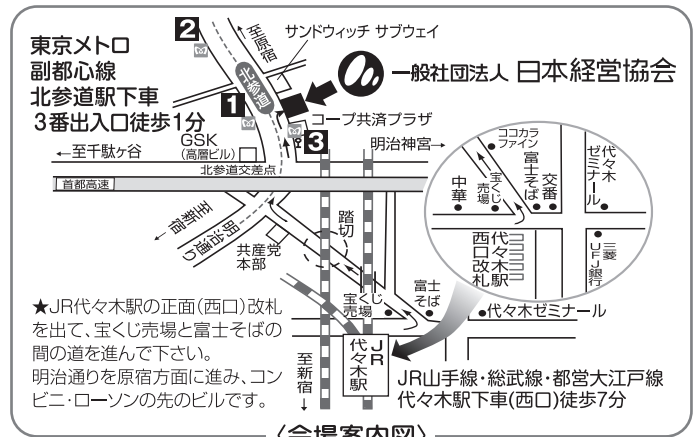 東京メトロ
副都心線
北参道駅下車
3番出入口徒歩1分
2
至原宿
サンドウィッチ サブウェイ
北参道
一般社団法人 日本経営協会
1
コープ共済プラザ
3
GSK
(高層ビル)
明治神宮→
←至千駄ヶ谷
北参道交差点
首都高速
至新宿
明治通り
共産党
本部
踏切
宝くじ
売場
富士
そば
代々木ゼミナール
JR
代々木駅
至新宿
ココカラ
ファイン
中華
宝くじ
売場
富士そば
交番
代々木
ゼミナール
代々木駅
西口改札
三菱
UFJ銀行
★JR代々木駅の正面(西口)改札
を出て、宝くじ売場と富士そばの
間の道を進んで下さい。
明治通りを原宿方面に進み、コン
ビニ・ローソンの先のビルです。
JR山手線・総武線・都営大江戸線
代々木駅下車(西口)徒歩7分
〈会場案内図〉